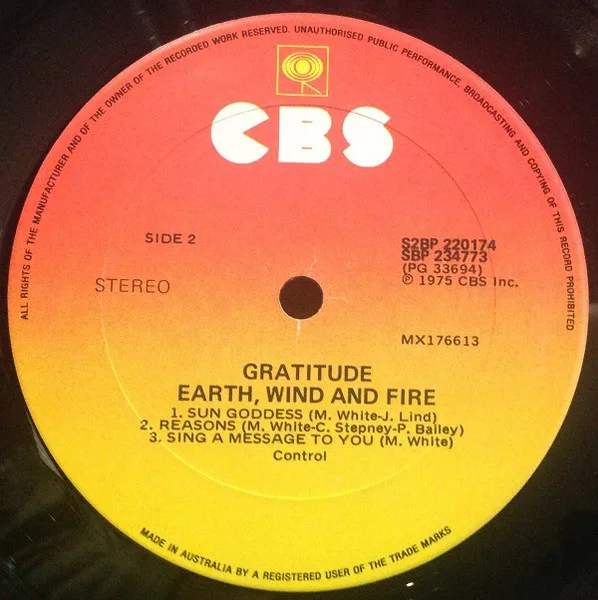 ALL RIGHTS OF THE MANUFACTURER AND OF THE OWNER OF THE RECORDED WORK RESERVED. UNAUTHORISED PUBLIC PERFORMANCE, BROADCASTING AND COPYING OF THIS RECORD PROHIBITED
CBS
SIDE 2
S2BP 220174
SBP 234773
(PG 33694)
STEREO
℗ 1975 CBS Inc.
MX176613
GRATITUDE
EARTH, WIND AND FIRE
1. SUN GODDESS (M. White-J. Lind)
2. REASONS (M. White-C. Stepney-P. Bailey)
3. SING A MESSAGE TO YOU (M. White)
Control
MADE IN AUSTRALIA BY A REGISTERED USER OF THE TRADE MARKS